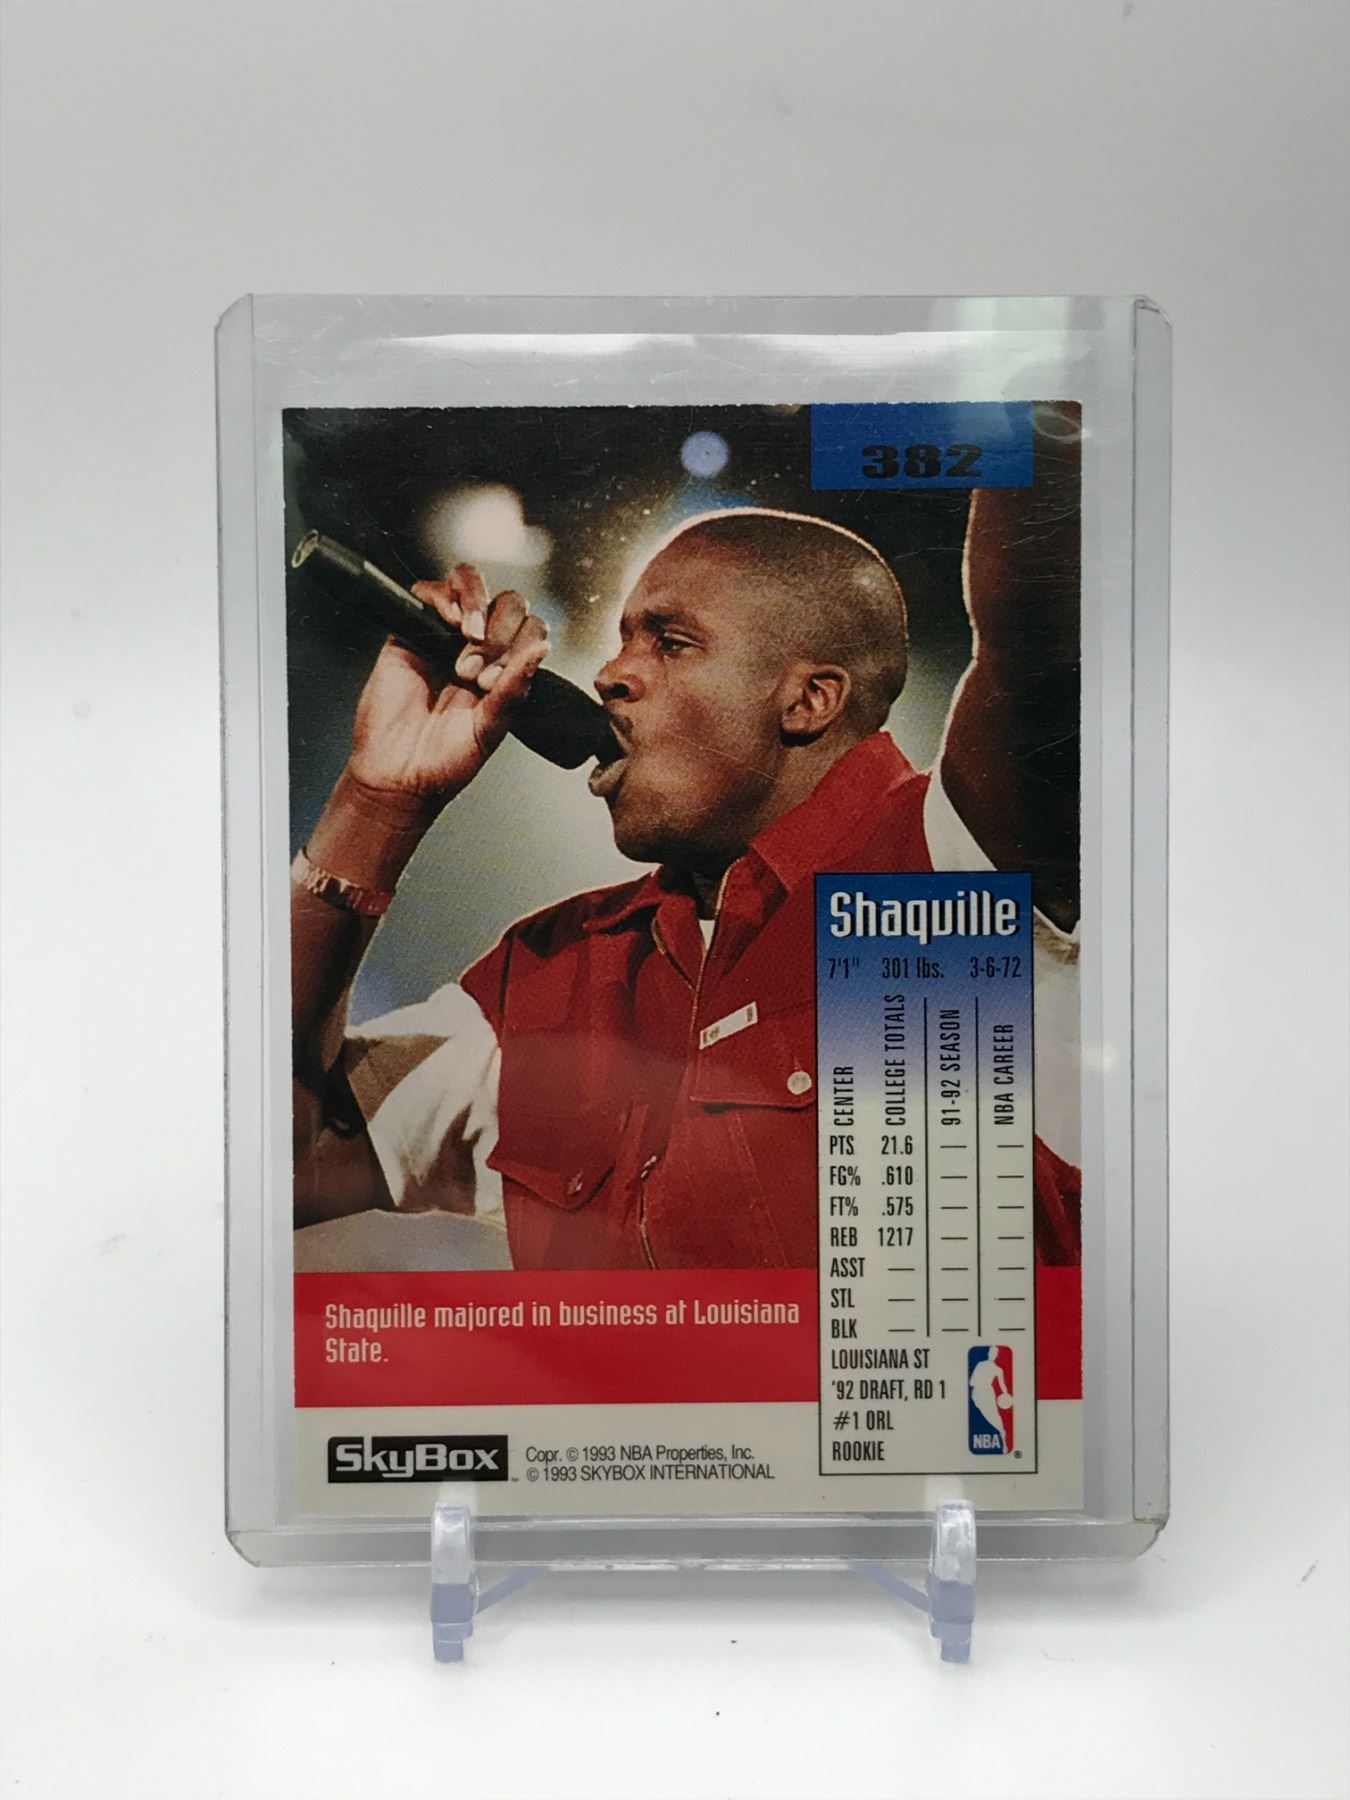 382
Shaquille
7'1" 301 lbs. 3-6-72
CENTER COLLEGE TOTALS 91-92 SEASON NBA CAREER
PTS 21.6 — —
FG% .610 — —
FT% .575 — —
REB 1217 — —
ASST — — —
STL — — —
BLK — — —
LOUISIANA ST
'92 DRAFT, RD 1
#1 ORL
ROOKIE
NBA ®
Shaquille majored in business at Louisiana
State.
SkyBox ™
Copr. © 1993 NBA Properties, Inc.
© 1993 SKYBOX INTERNATIONAL